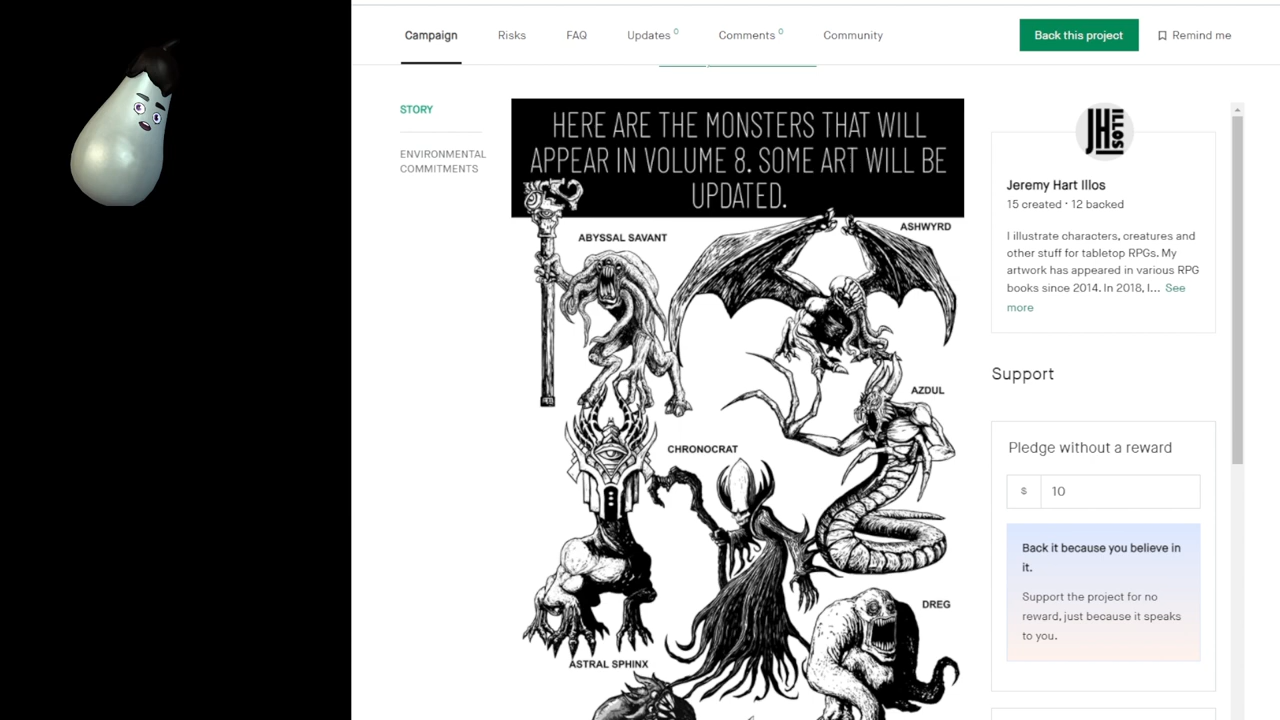 Campaign
Risks
FAQ
Updates 0
Comments 0
Community
Back this project
Remind me
STORY
ENVIRONMENTAL
COMMITMENTS
HERE ARE THE MONSTERS THAT WILL
APPEAR IN VOLUME 8. SOME ART WILL BE
UPDATED.
ABYSSAL SAVANT
ASHWYRD
AZDUL
CHRONOCRAT
DREG
ASTRAL SPHINX
JH ILLOS
Jeremy Hart Illos
15 created · 12 backed
I illustrate characters, creatures and
other stuff for tabletop RPGs. My
artwork has appeared in various RPG
books since 2014. In 2018, I... See
more
Support
Pledge without a reward
$ 10
Back it because you believe in
it.
Support the project for no
reward, just because it speaks
to you.